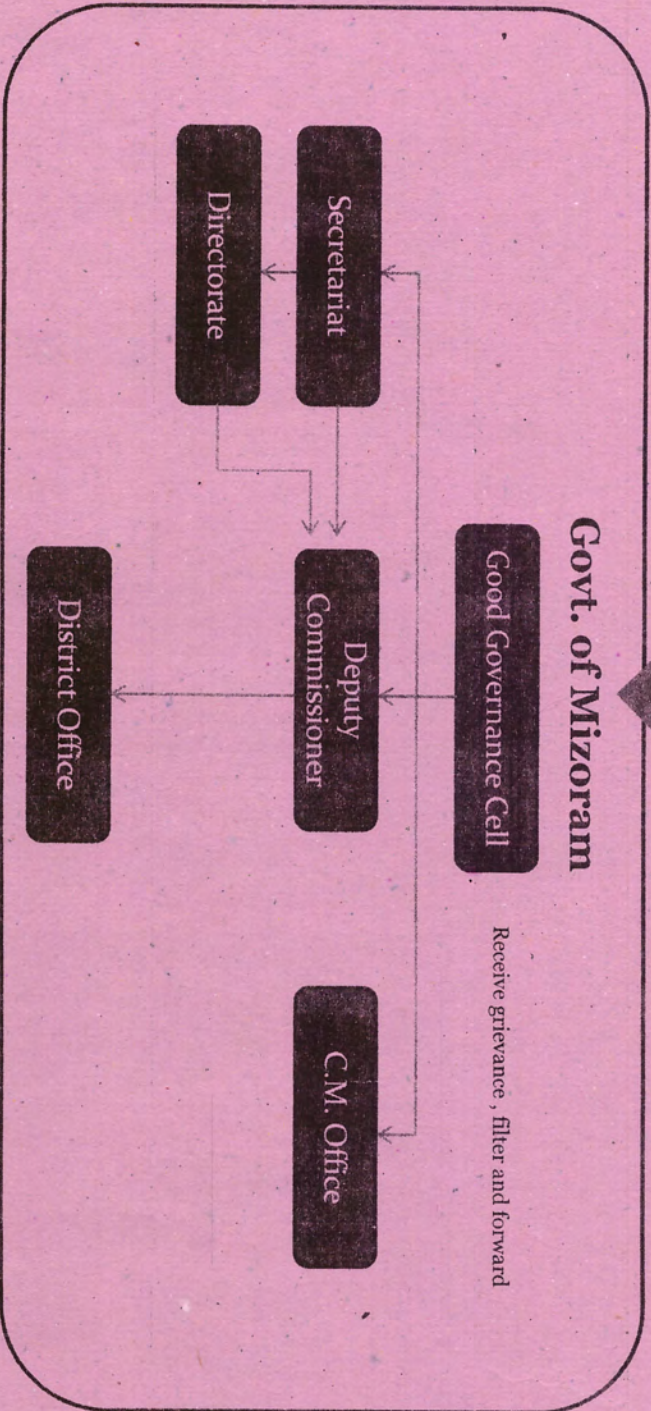 Govt. of Mizoram
Good Governance Cell
Receive grievance , filter and forward
Secretariat
Deputy
Commissioner
C.M. Office
Directorate
District Office